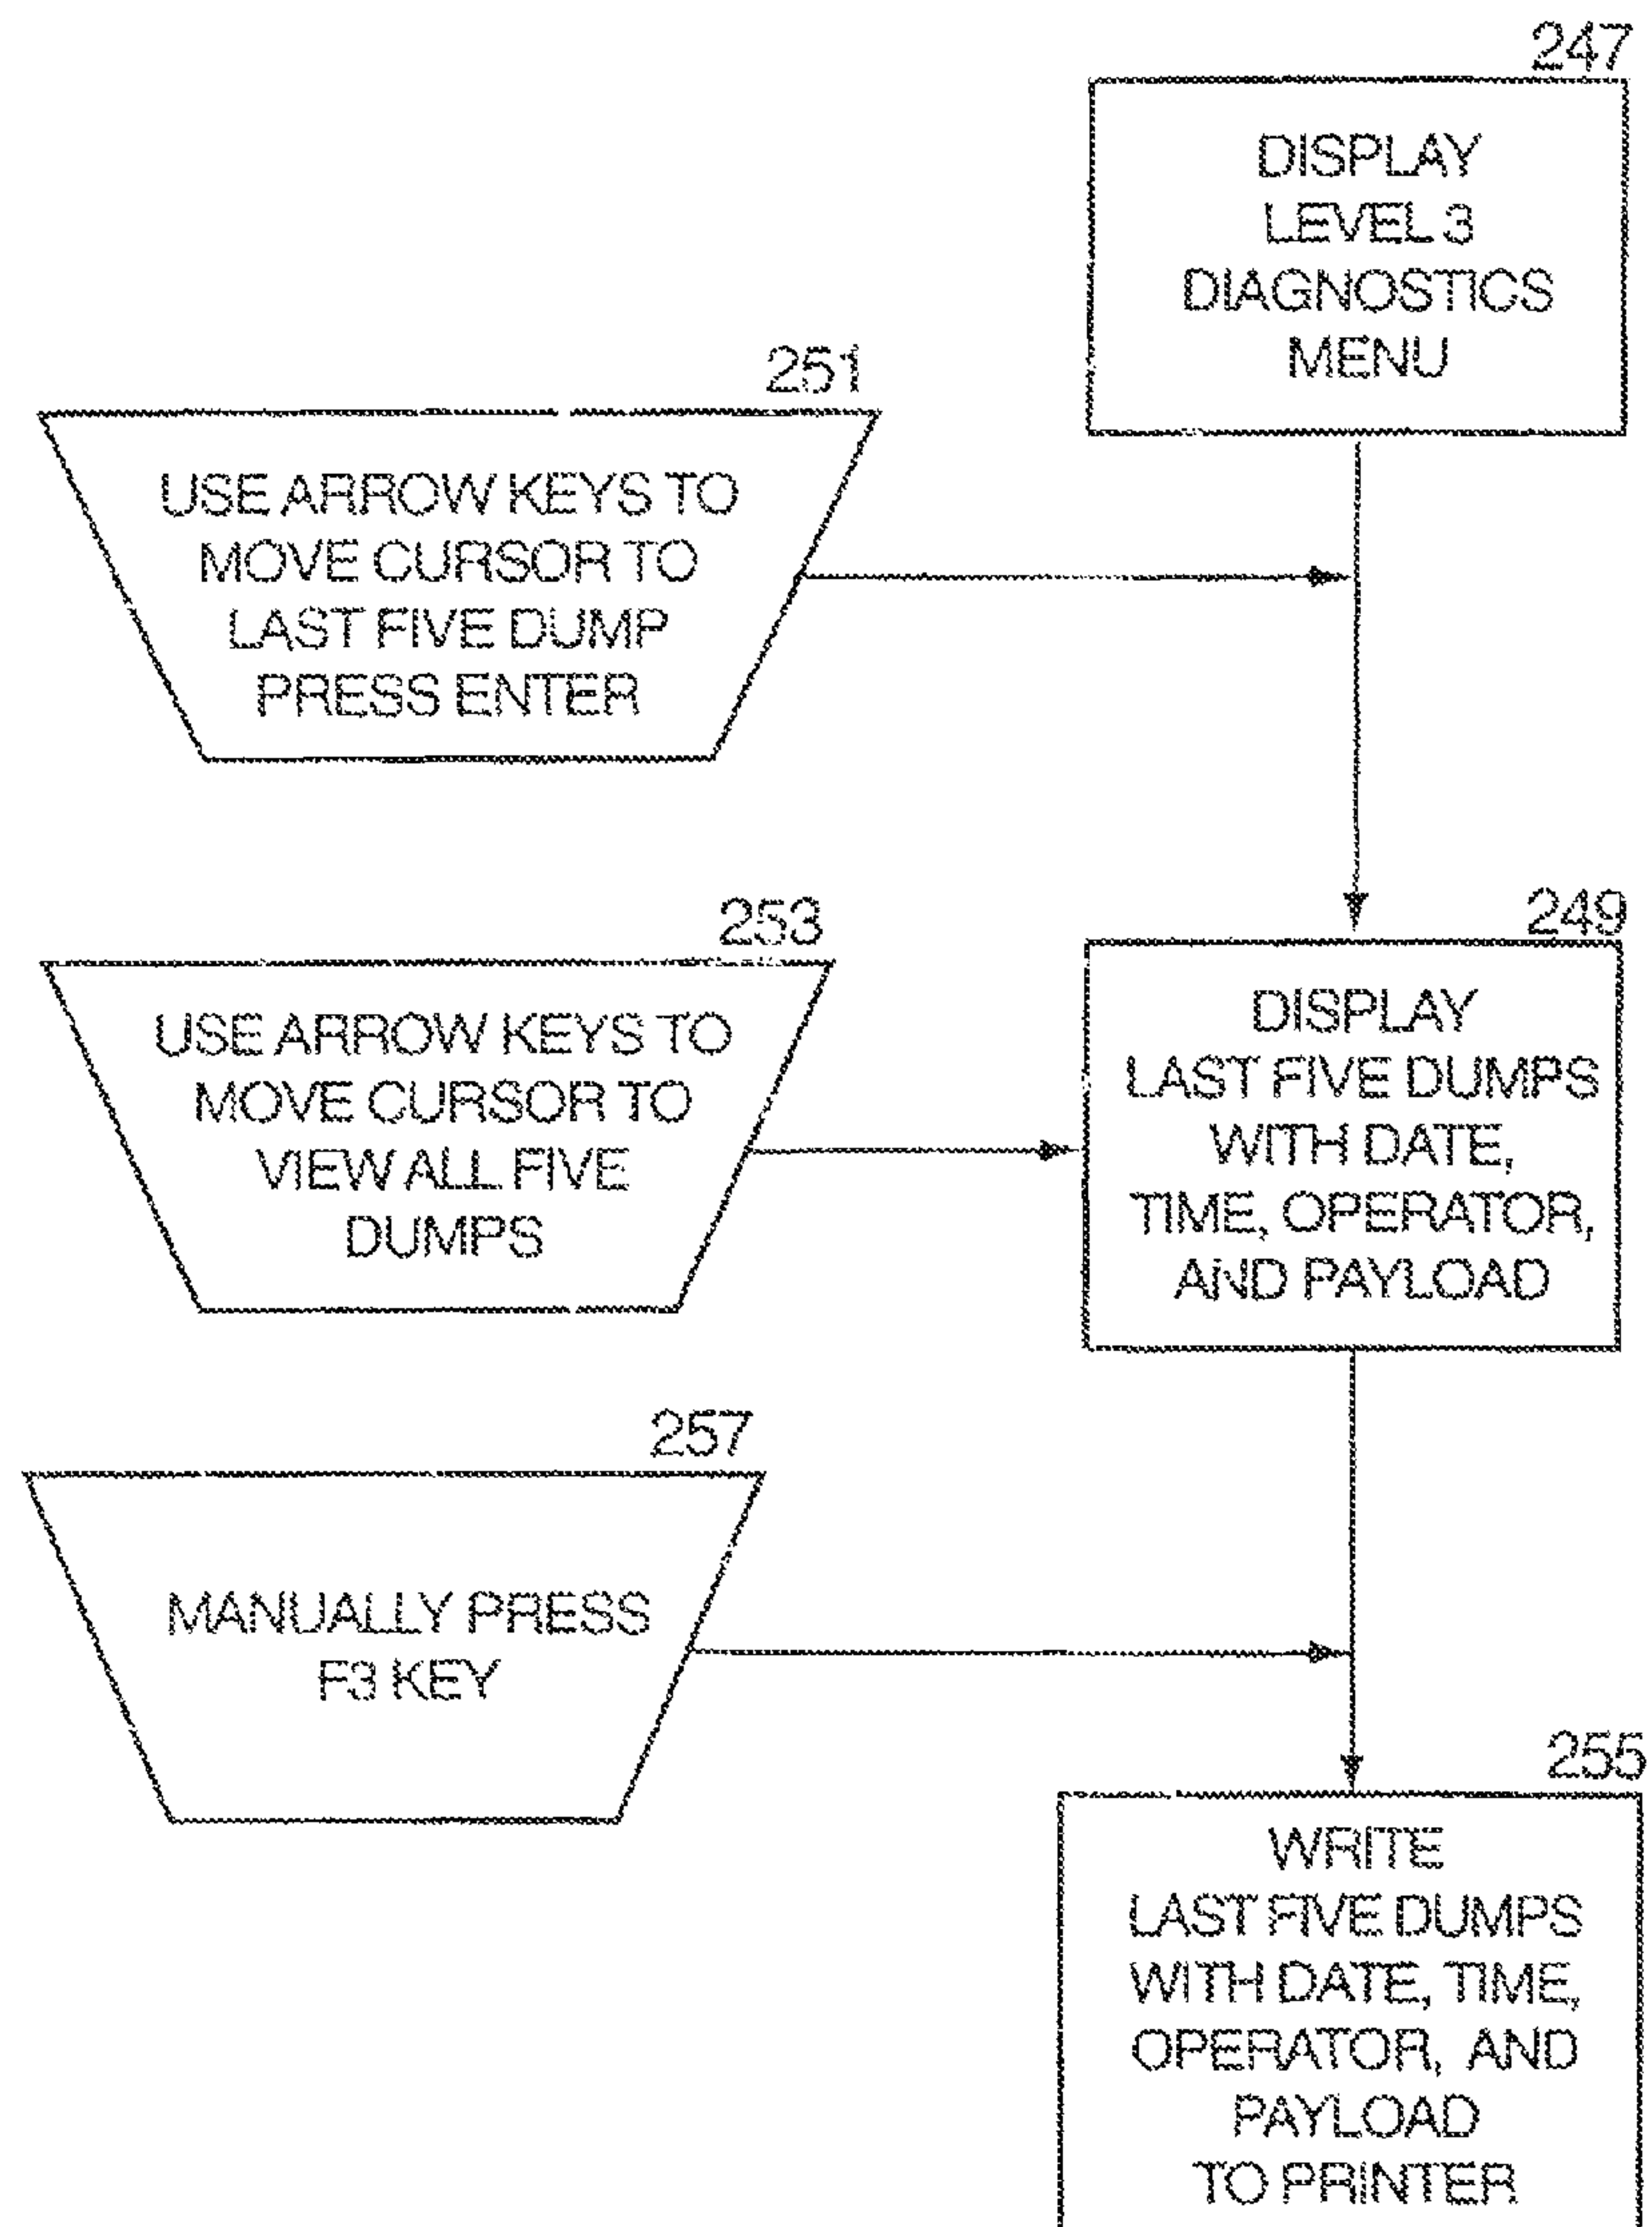 247
DISPLAY
LEVEL 3
DIAGNOSTICS
MENU
251
USE ARROW KEYS TO
MOVE CURSOR TO
LAST FIVE DUMP
PRESS ENTER
253
USE ARROW KEYS TO
MOVE CURSOR TO
VIEW ALL FIVE
DUMPS
249
DISPLAY
LAST FIVE DUMPS
WITH DATE,
TIME, OPERATOR,
AND PAYLOAD
257
MANUALLY PRESS
F3 KEY
255
WRITE
LAST FIVE DUMPS
WITH DATE, TIME,
OPERATOR, AND
PAYLOAD
TO PRINTER